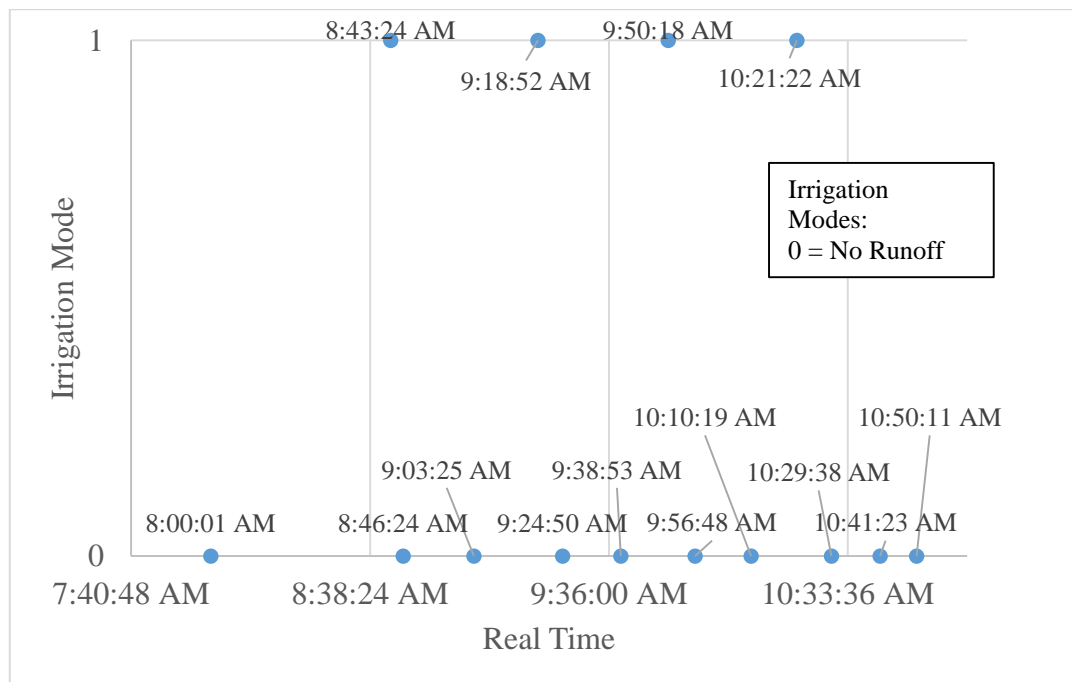 1
8:43:24 AM
9:50:18 AM
9:18:52 AM
10:21:22 AM
Irrigation
Modes:
0 = No Runoff
Irrigation Mode
10:10:19 AM
10:50:11 AM
9:03:25 AM
9:38:53 AM
10:29:38 AM
8:00:01 AM
8:46:24 AM
9:24:50 AM
9:56:48 AM
10:41:23 AM
0
7:40:48 AM
8:38:24 AM
9:36:00 AM
10:33:36 AM
Real Time